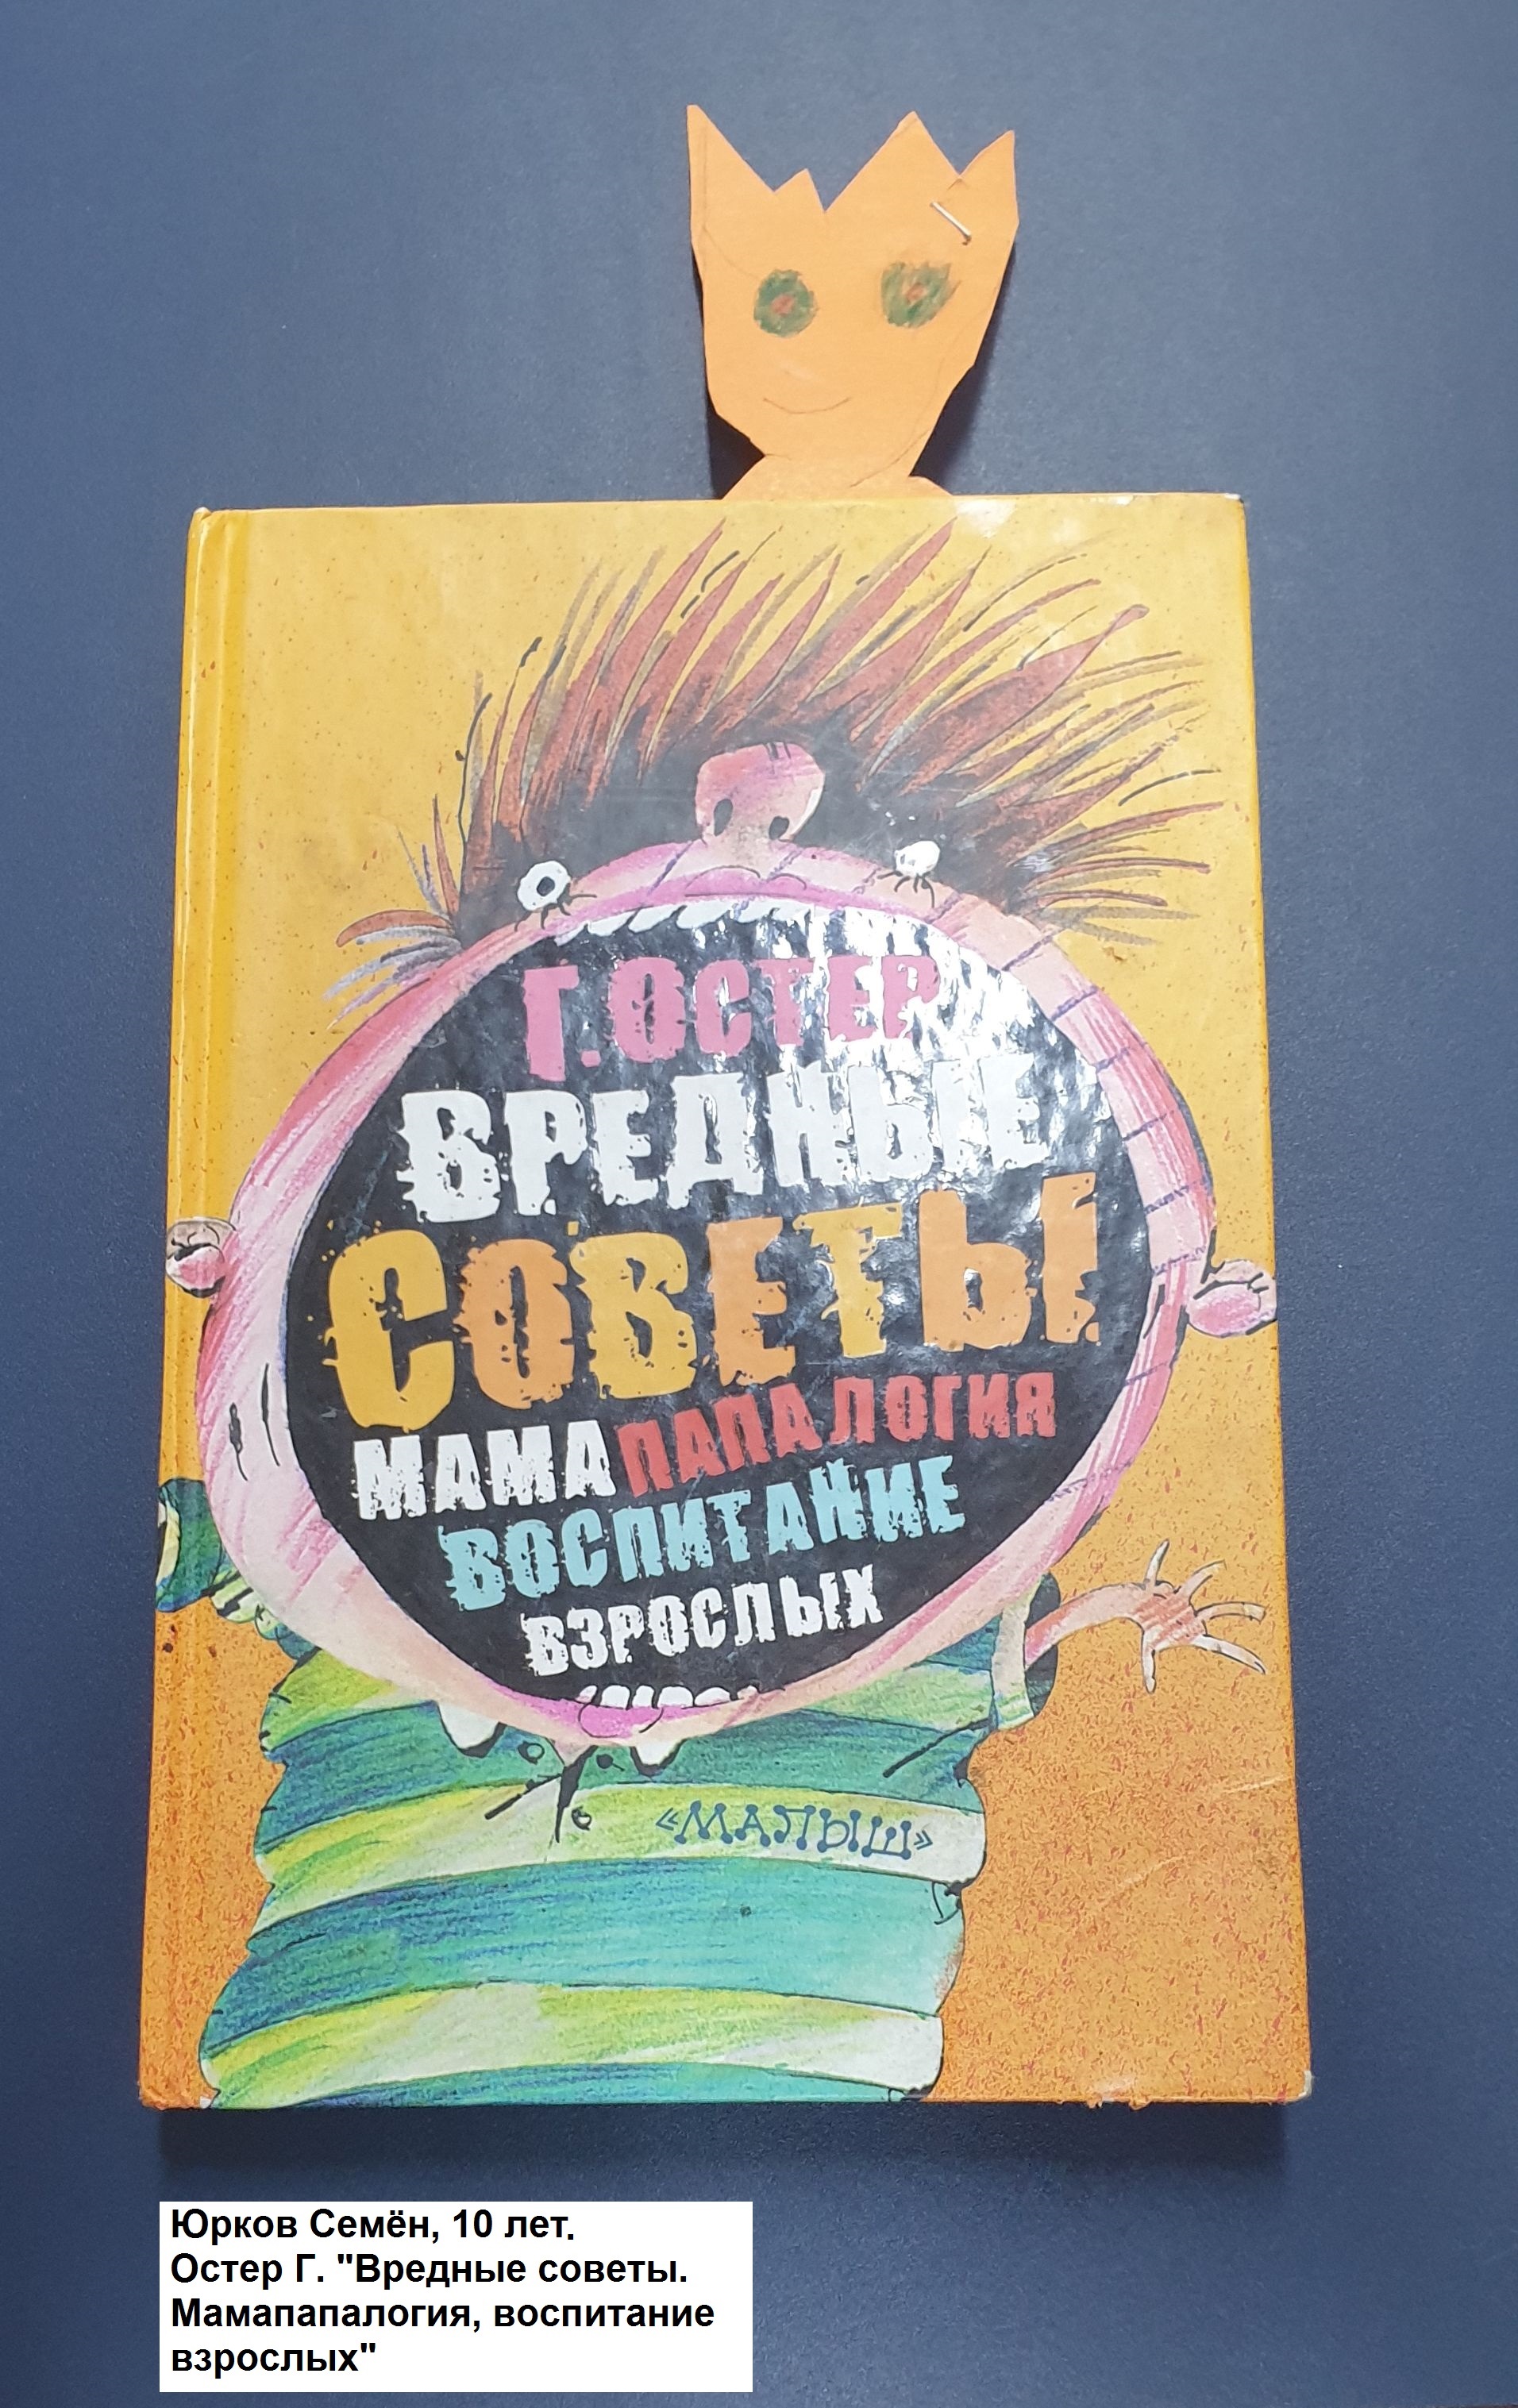 Г. ОСТЕР
ВРЕДНЫЕ
СОВЕТЫ
МАМАПАПАЛОГИЯ
ВОСПИТАНИЕ
ВЗРОСЛЫХ
«МАЛЫШ»
Юрков Семён, 10 лет.
Остер Г. "Вредные советы.
Мамапапалогия, воспитание
взрослых"